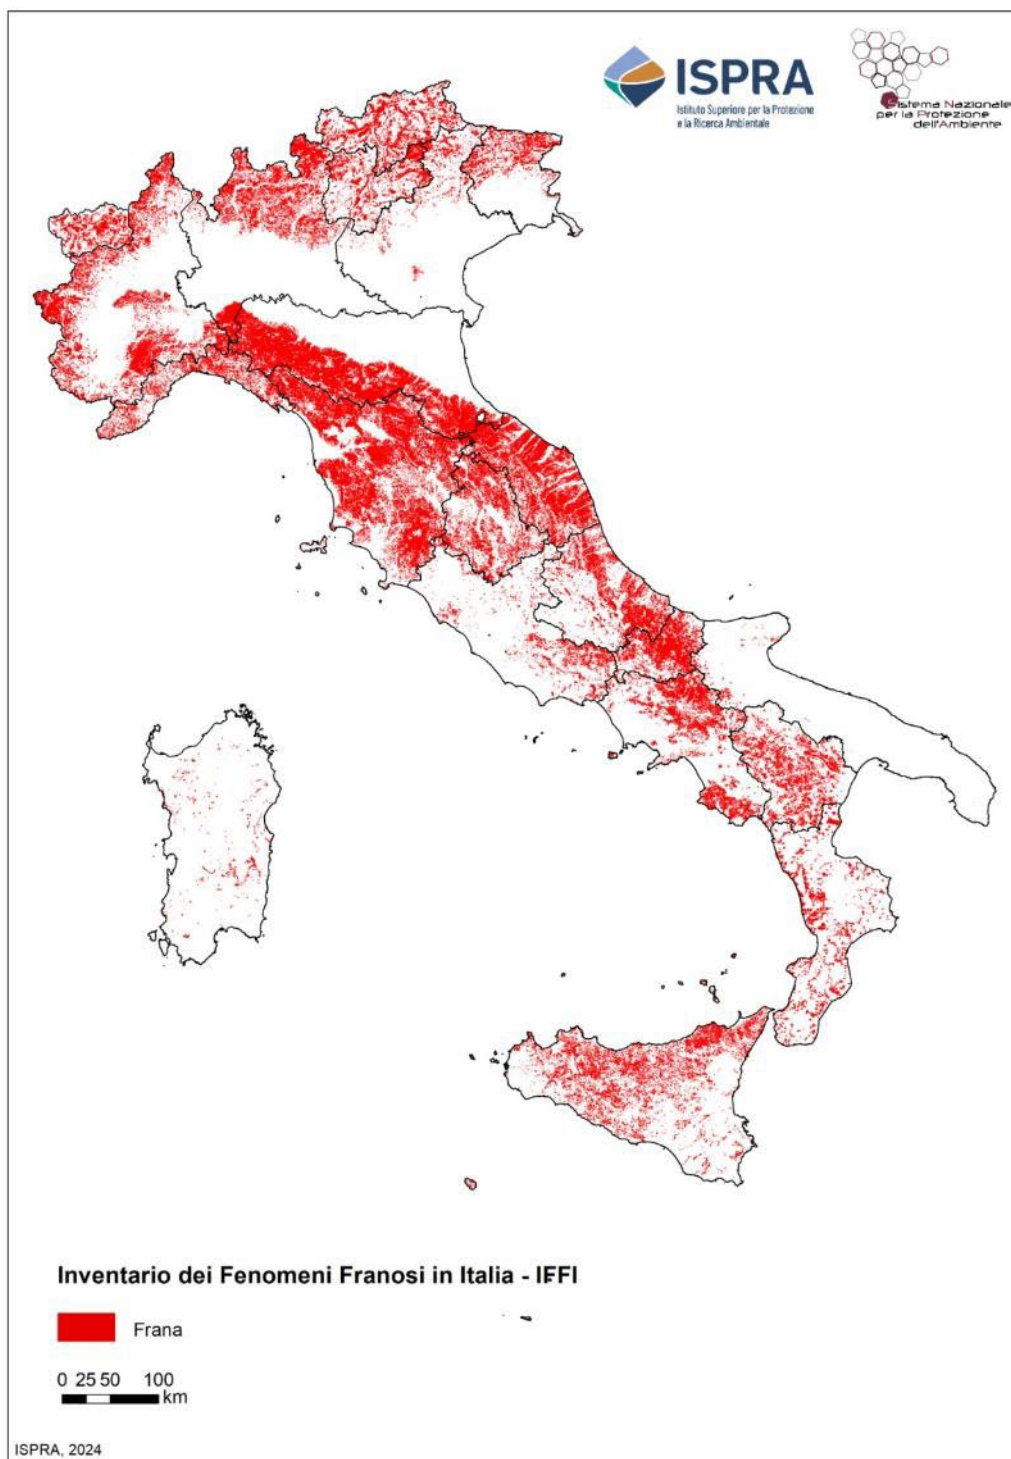 ISPRA
Istituto Superiore per la Protezione
e la Ricerca Ambientale
Sistema Nazionale
per la Protezione
dell'Ambiente
Inventario dei Fenomeni Franosi in Italia - IFFI
Frana
0 25 50 100
km
ISPRA, 2024